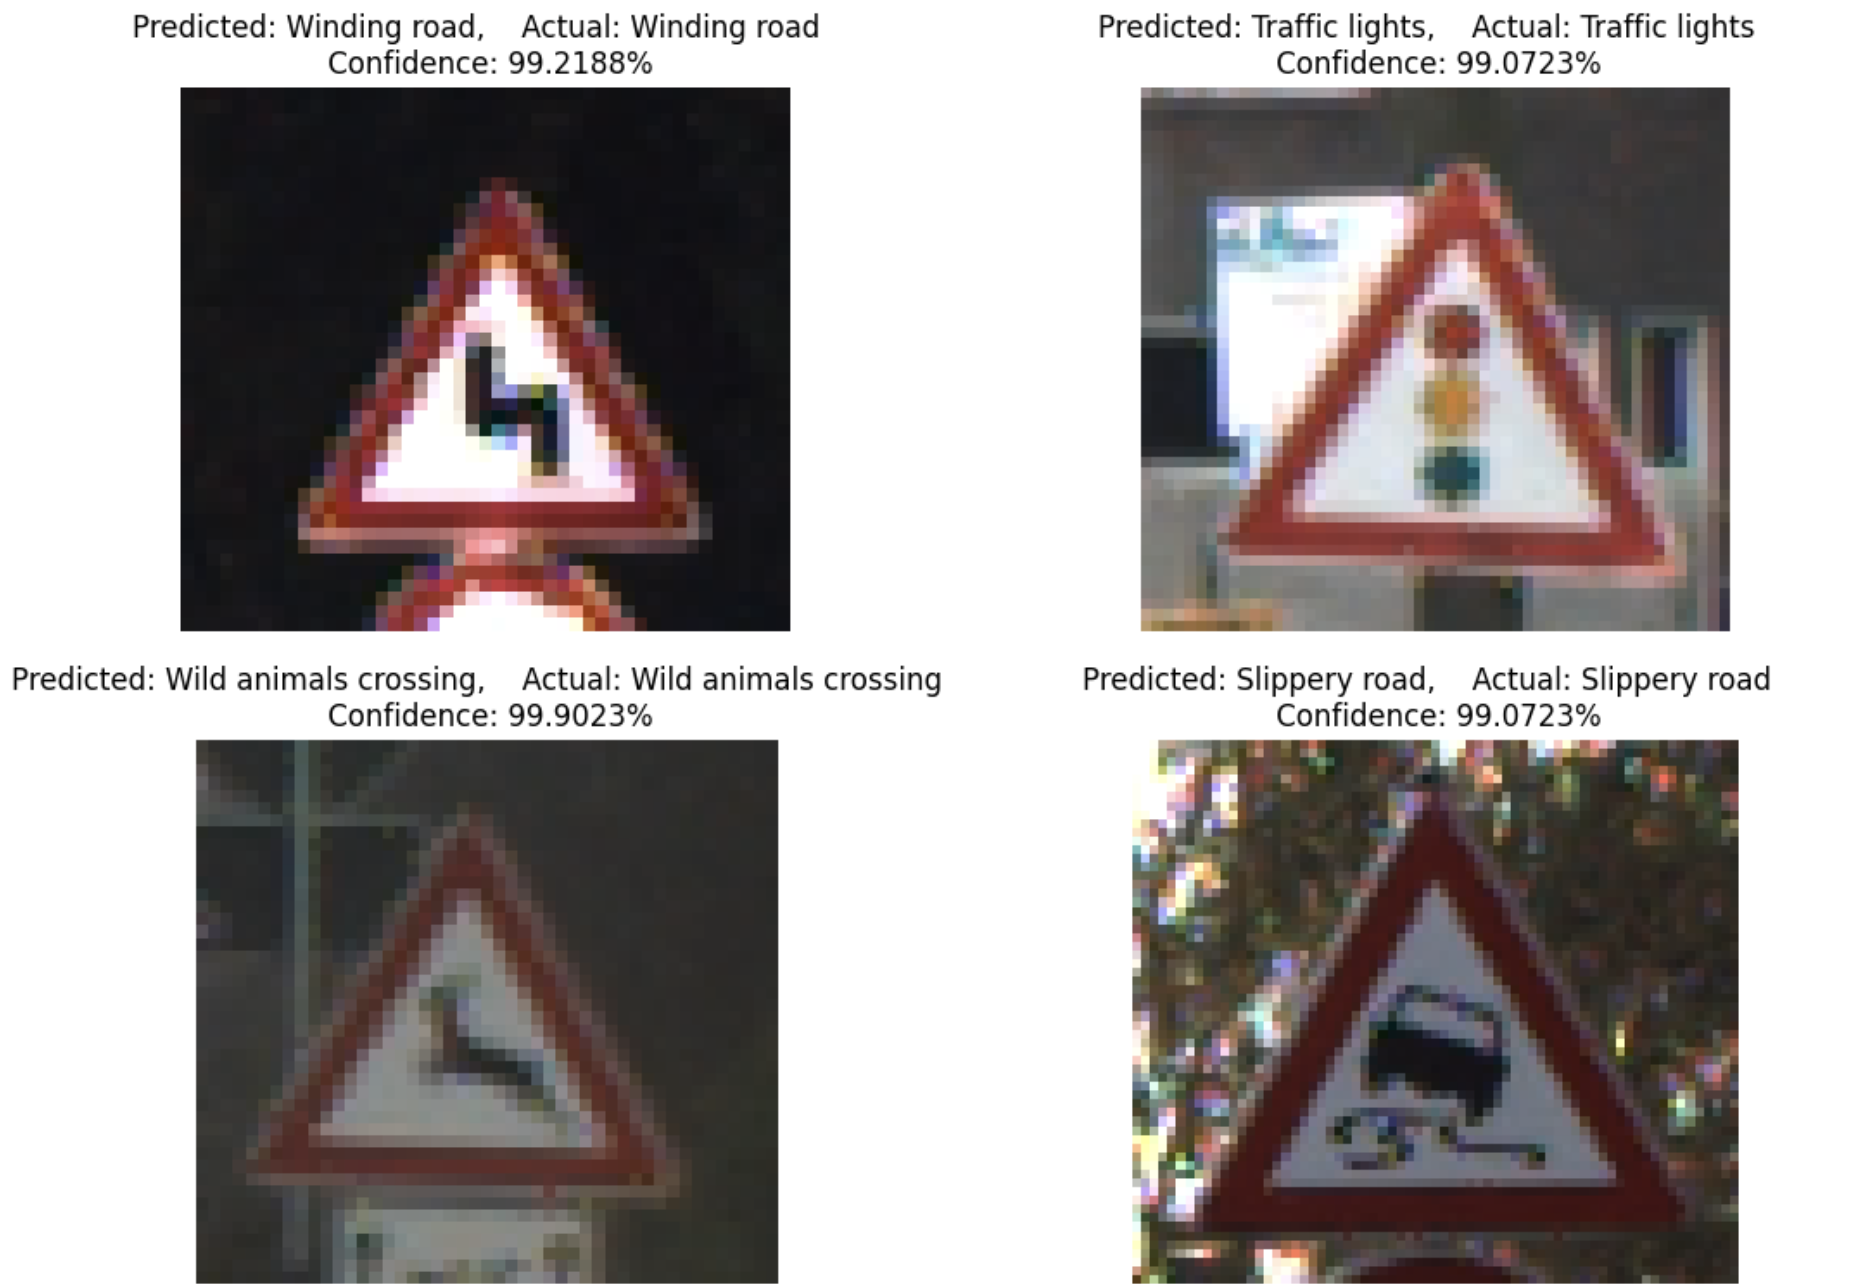 Predicted: Winding road,    Actual: Winding road
Confidence: 99.2188%
Predicted: Traffic lights,    Actual: Traffic lights
Confidence: 99.0723%
Predicted: Wild animals crossing,    Actual: Wild animals crossing
Confidence: 99.9023%
Predicted: Slippery road,    Actual: Slippery road
Confidence: 99.0723%